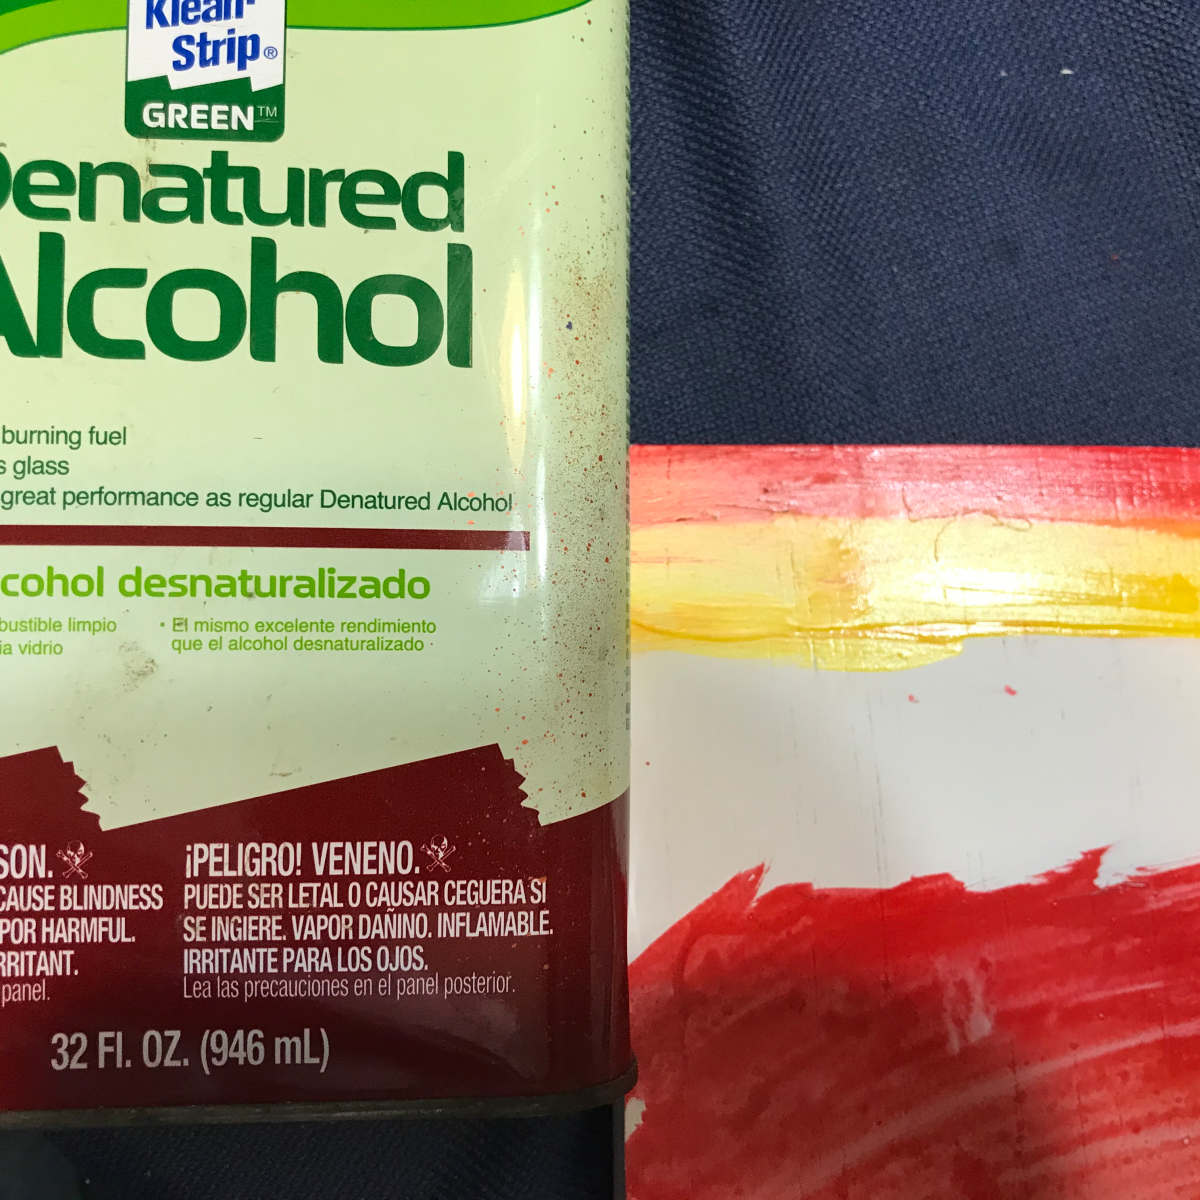 Klean-
Strip®
GREEN™
Denatured
Alcohol
burning fuel
s glass
great performance as regular Denatured Alcohol
cohol desnaturalizado
bustible limpio
ia vidrio
• El mismo excelente rendimiento
que el alcohol desnaturalizado
SON.
CAUSE BLINDNESS
POR HARMFUL.
RRITANT.
panel.
¡PELIGRO! VENENO.
PUEDE SER LETAL O CAUSAR CEGUERA SI
SE INGIERE. VAPOR DAÑINO. INFLAMABLE.
IRRITANTE PARA LOS OJOS.
Lea las precauciones en el panel posterior.
32 Fl. OZ. (946 mL)